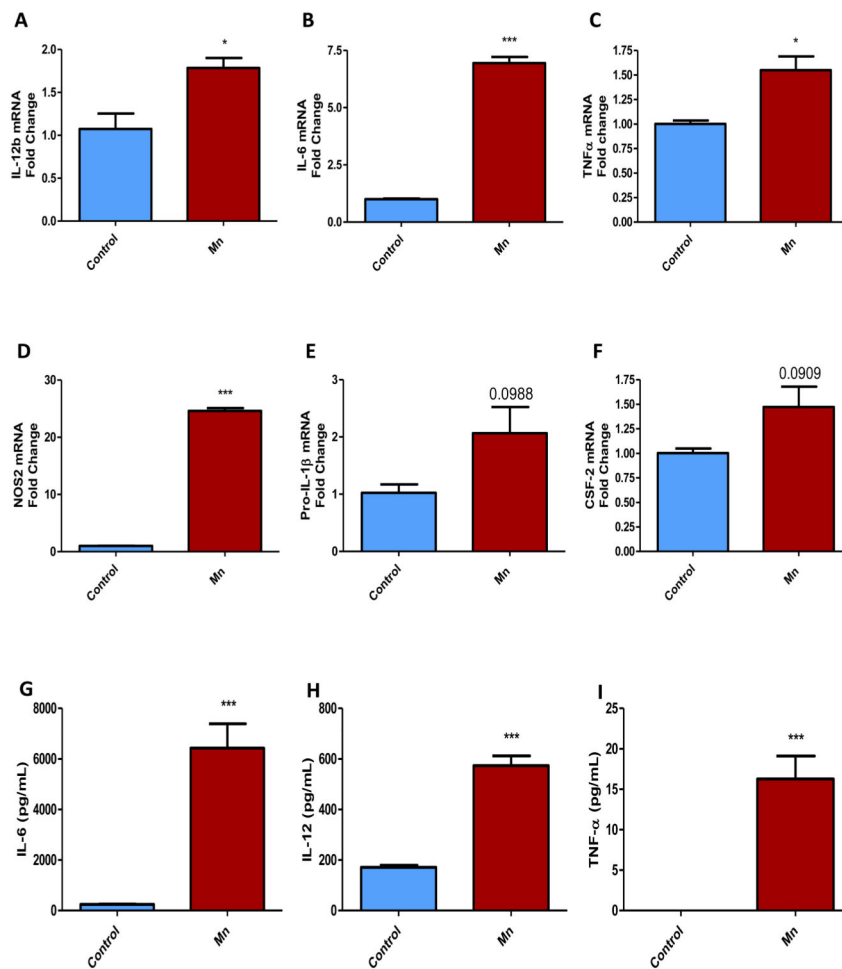 A
IL-12b mRNA
Fold Change
2.0
1.5
1.0
0.5
0.0
*
Control
Mn
B
IL-6 mRNA
Fold Change
7.5
5.0
2.5
0.0
***
Control
Mn
C
TNFα mRNA
Fold change
1.75
1.50
1.25
1.00
0.75
0.50
0.25
0.00
*
Control
Mn
D
NOS2 mRNA
Fold Change
30
20
10
0
***
Control
Mn
E
Pro-IL-1β mRNA
Fold Change
3
2
1
0
0.0988
Control
Mn
F
CSF-2 mRNA
Fold Change
1.75
1.50
1.25
1.00
0.75
0.50
0.25
0.00
0.0909
Control
Mn
G
IL-6 (pg/mL)
8000
6000
4000
2000
0
***
Control
Mn
H
IL-12 (pg/mL)
800
600
400
200
0
***
Control
Mn
I
TNF-α (pg/mL)
25
20
15
10
5
0
***
Control
Mn